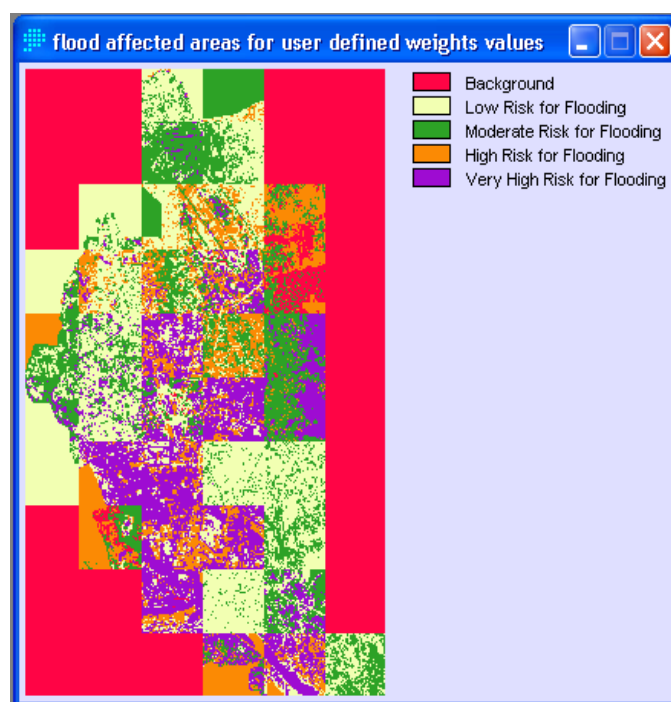 flood affected areas for user defined weights values
Background
Low Risk for Flooding
Moderate Risk for Flooding
High Risk for Flooding
Very High Risk for Flooding